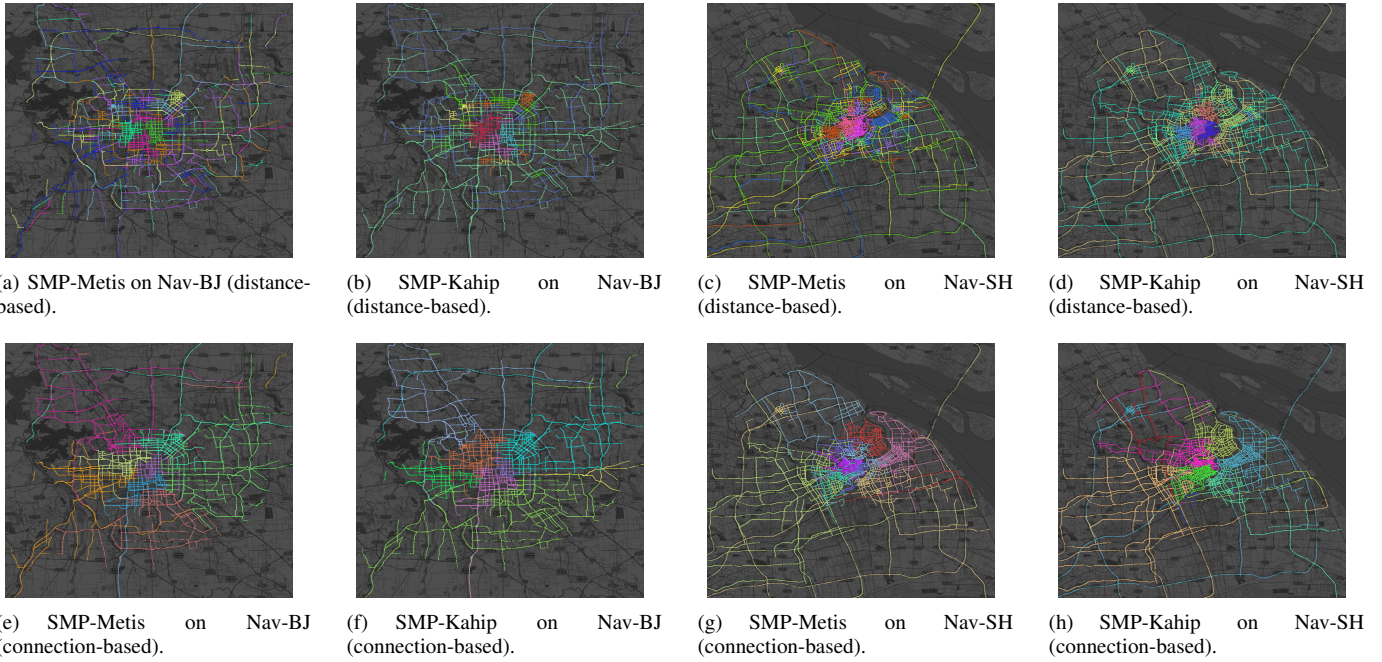 (a) SMP-Metis on Nav-BJ (distance-
based).
(b) SMP-Kahip on Nav-BJ
(distance-based).
(c) SMP-Metis on Nav-SH
(distance-based).
(d) SMP-Kahip on Nav-SH
(distance-based).
(e) SMP-Metis on Nav-BJ
(connection-based).
(f) SMP-Kahip on Nav-BJ
(connection-based).
(g) SMP-Metis on Nav-SH
(connection-based).
(h) SMP-Kahip on Nav-SH
(connection-based).